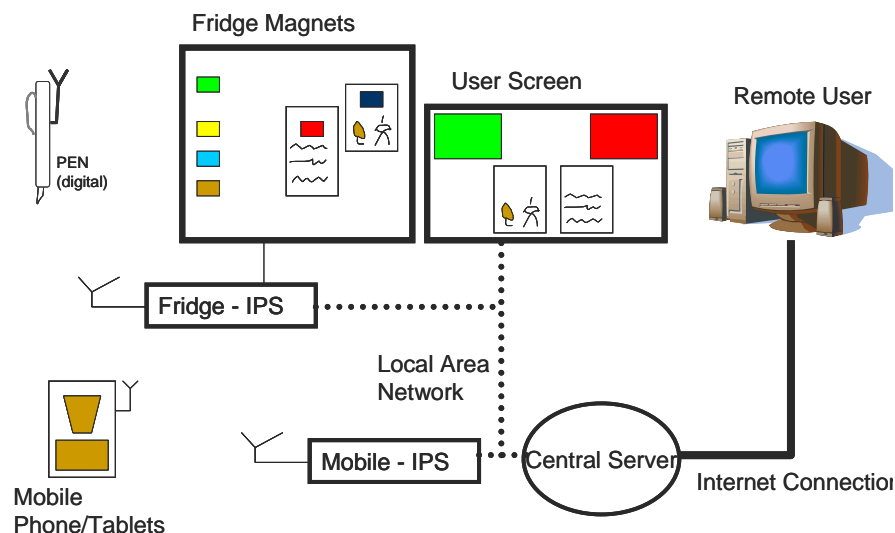 Fridge Magnets
User Screen
Remote User
PEN
(digital)
Fridge - IPS
Local Area
Network
Mobile - IPS
Central Server
Internet Connection
Mobile
Phone/Tablets